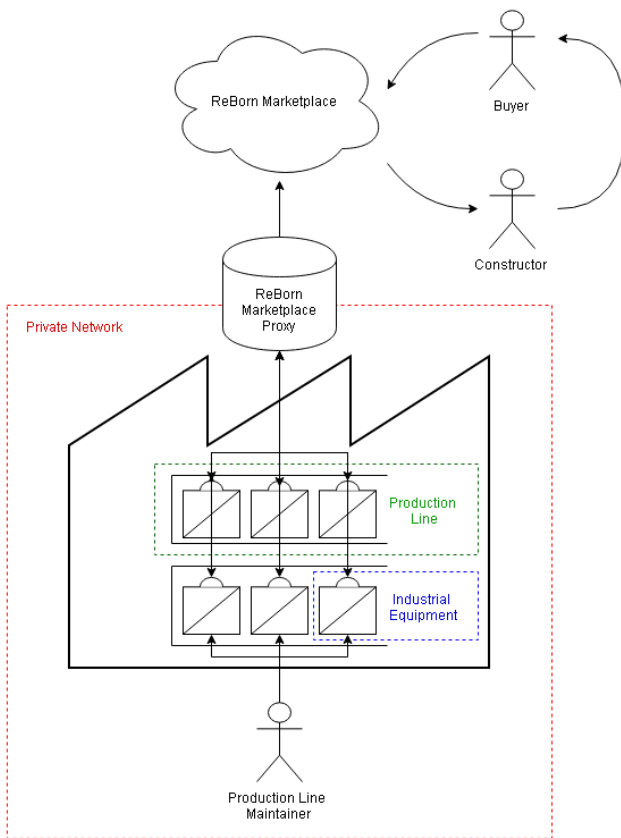 ReBorn Marketplace
Buyer
Constructor
ReBorn
Marketplace
Proxy
Private Network
Production
Line
Industrial
Equipment
Production Line
Maintainer